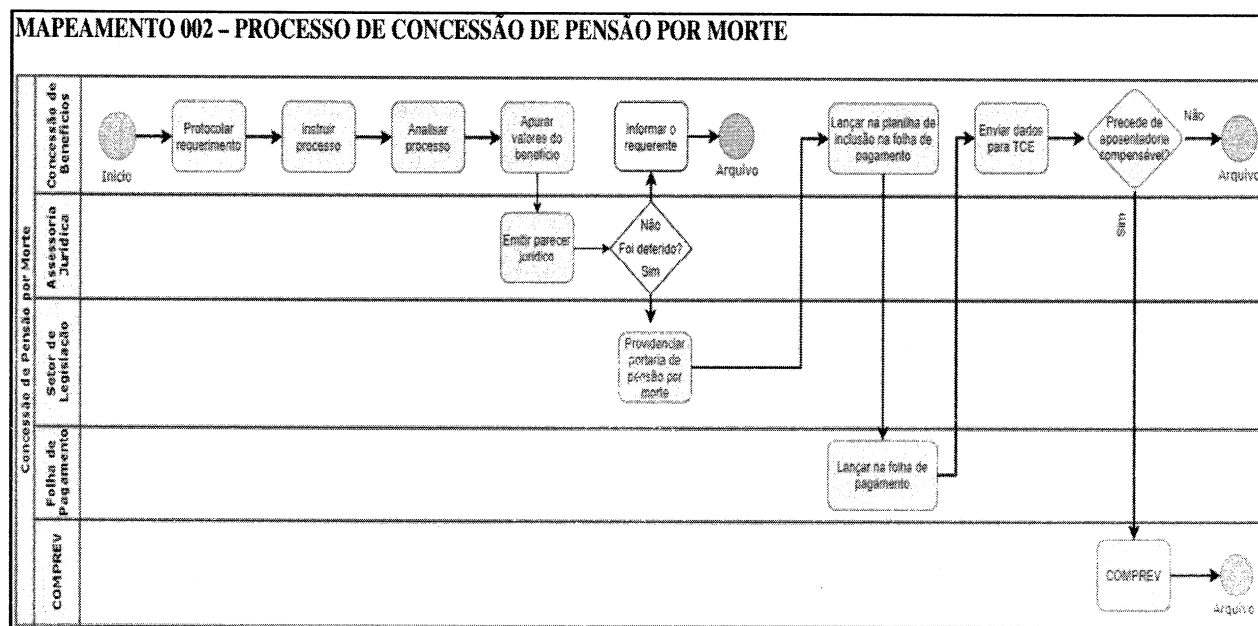 MAPEAMENTO 002 – PROCESSO DE CONCESSÃO DE PENSÃO POR MORTE
Concessão de Pensão por Morte
Concessão de
Benefícios
Início
Protocolar
requerimento
Instruir
processo
Analisar
processo
Apurar
valores do
benefício
Informar o
requerente
Arquivo
Lançar na planilha de
inclusão na folha de
pagamento
Enviar dados
para TCE
Precede de
aposentadoria
compensável?
Não
Arquivo
Sim
Assessoria
Jurídica
Emitir parecer
jurídico
Não
Foi deferido?
Sim
Setor de
Legislação
Providenciar
portaria de
pensão por
morte
Folha de
Pagamento
Lançar na folha de
pagamento
COMPREV
COMPREV
Arquivo